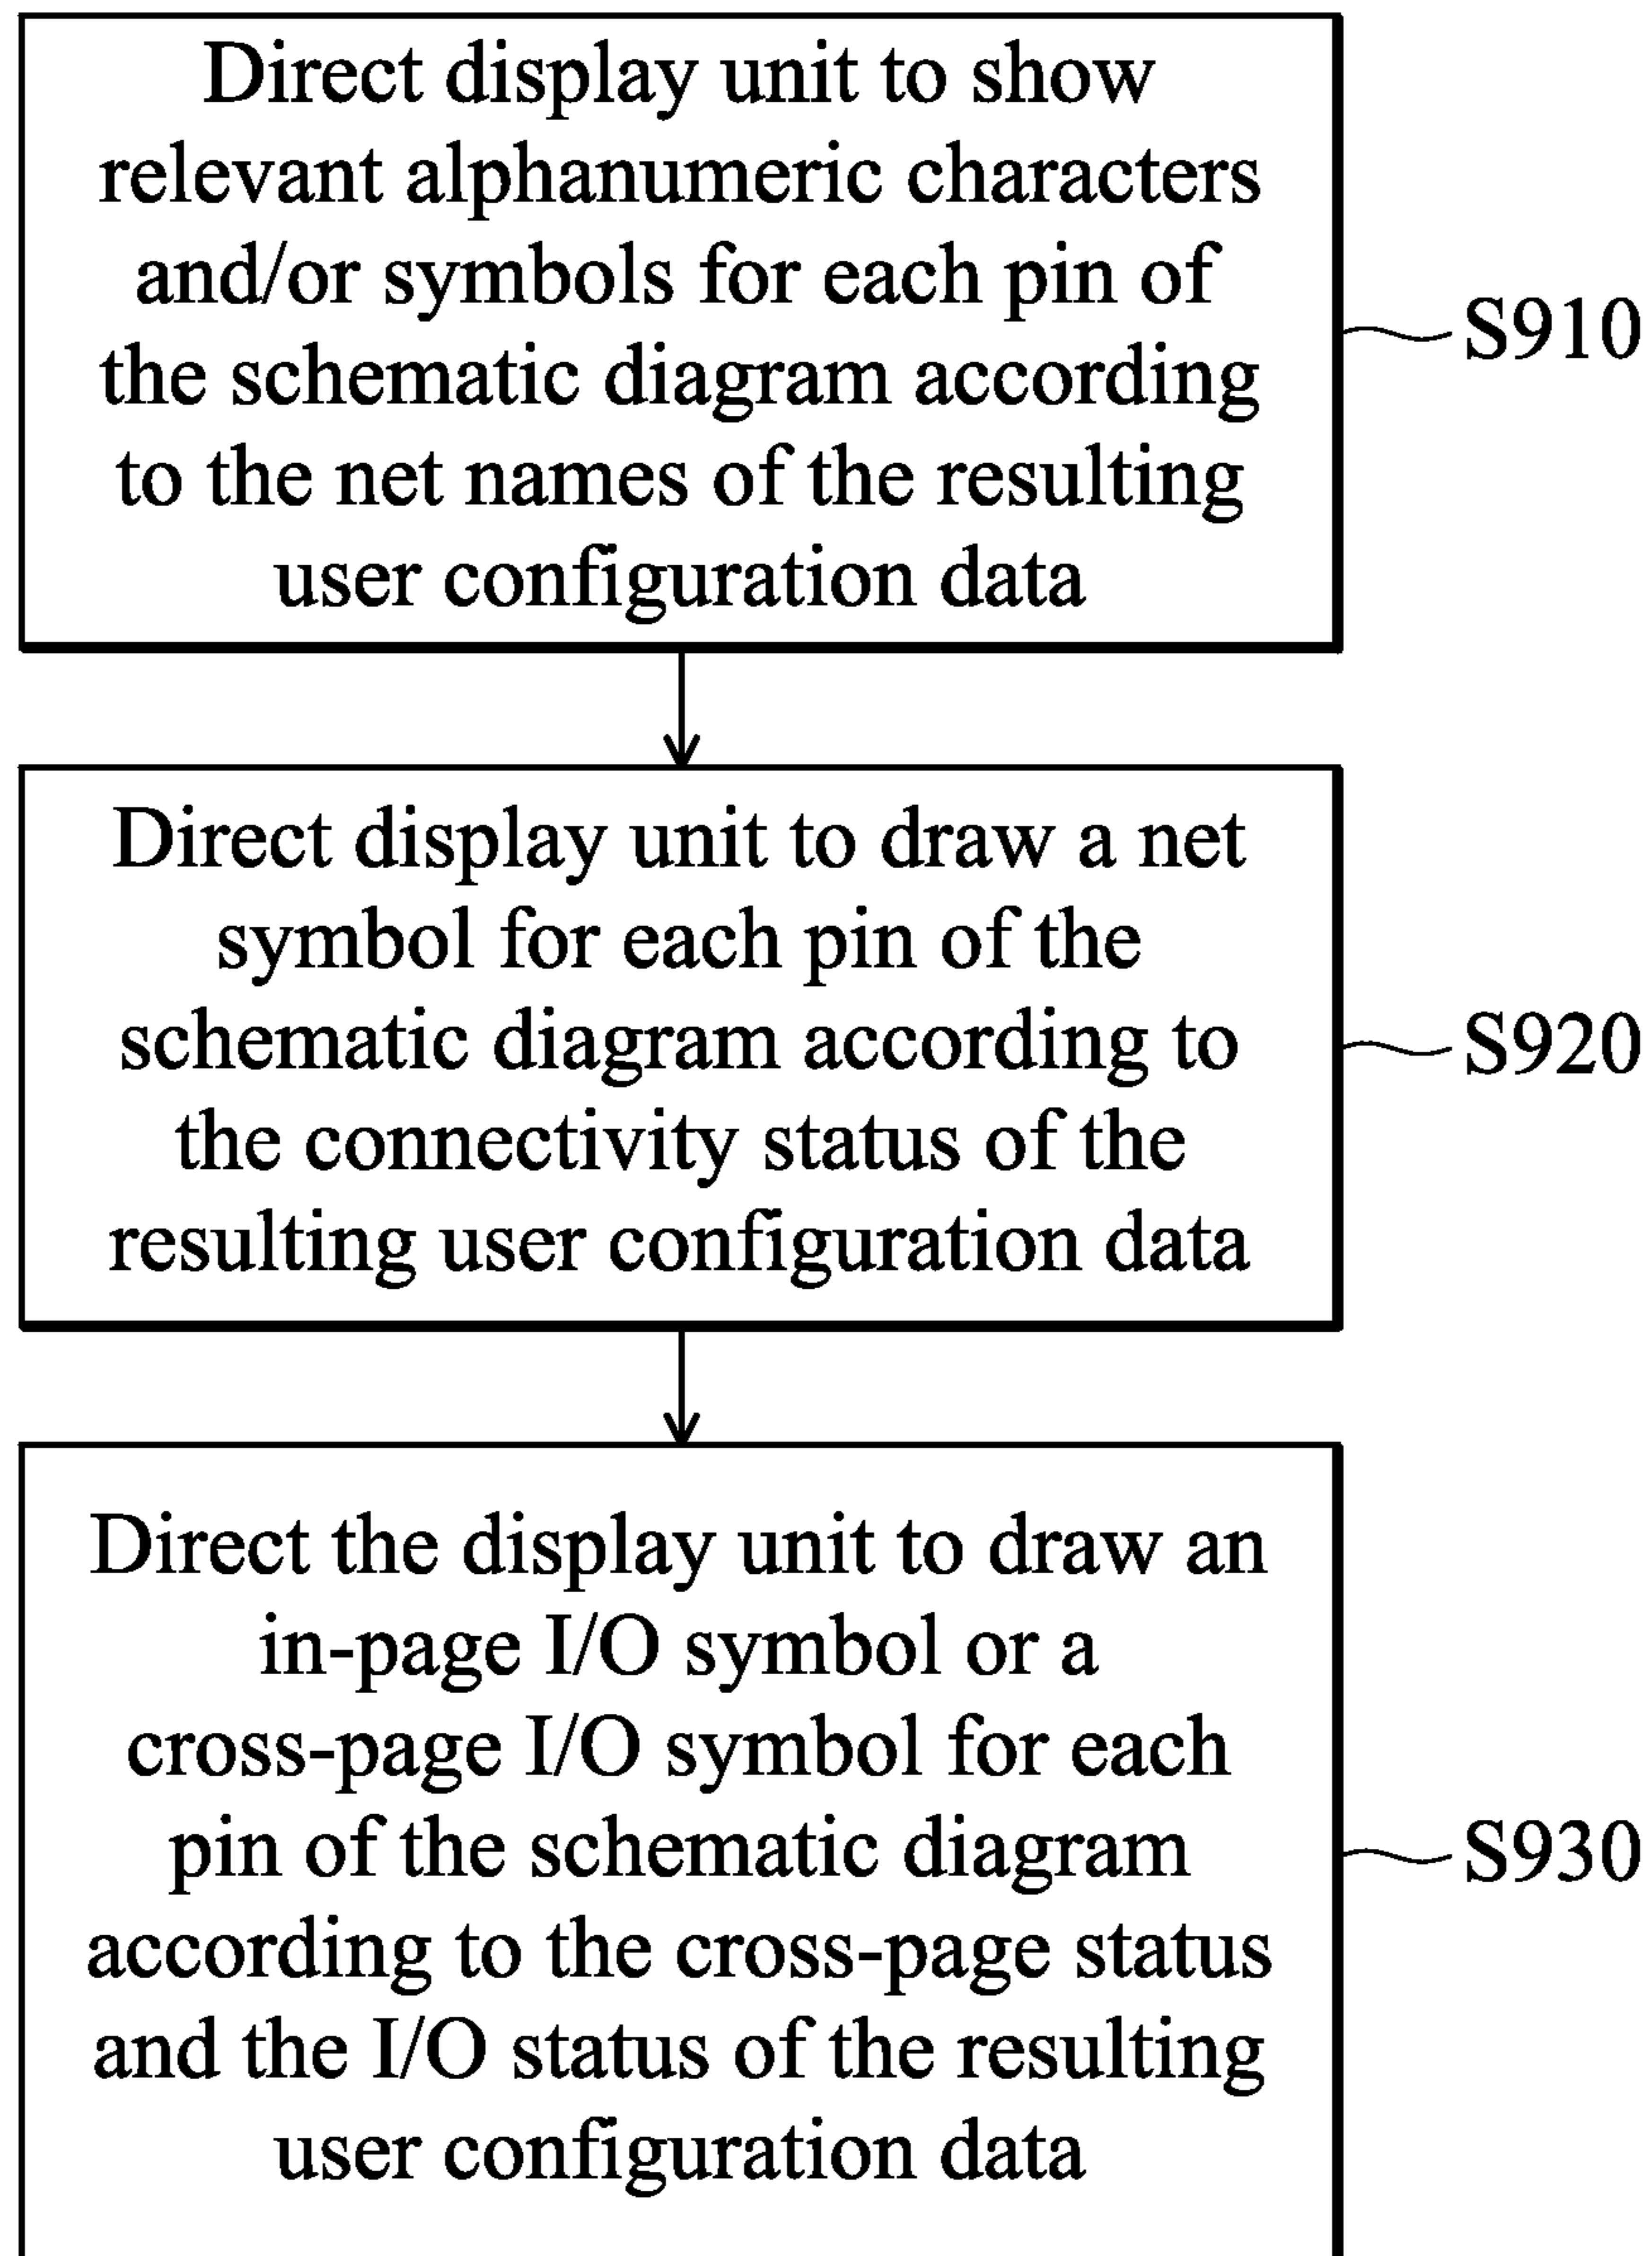 Direct display unit to show
relevant alphanumeric characters
and/or symbols for each pin of
the schematic diagram according
to the net names of the resulting
user configuration data
S910
Direct display unit to draw a net
symbol for each pin of the
schematic diagram according to
the connectivity status of the
resulting user configuration data
S920
Direct the display unit to draw an
in-page I/O symbol or a
cross-page I/O symbol for each
pin of the schematic diagram
according to the cross-page status
and the I/O status of the resulting
user configuration data
S930